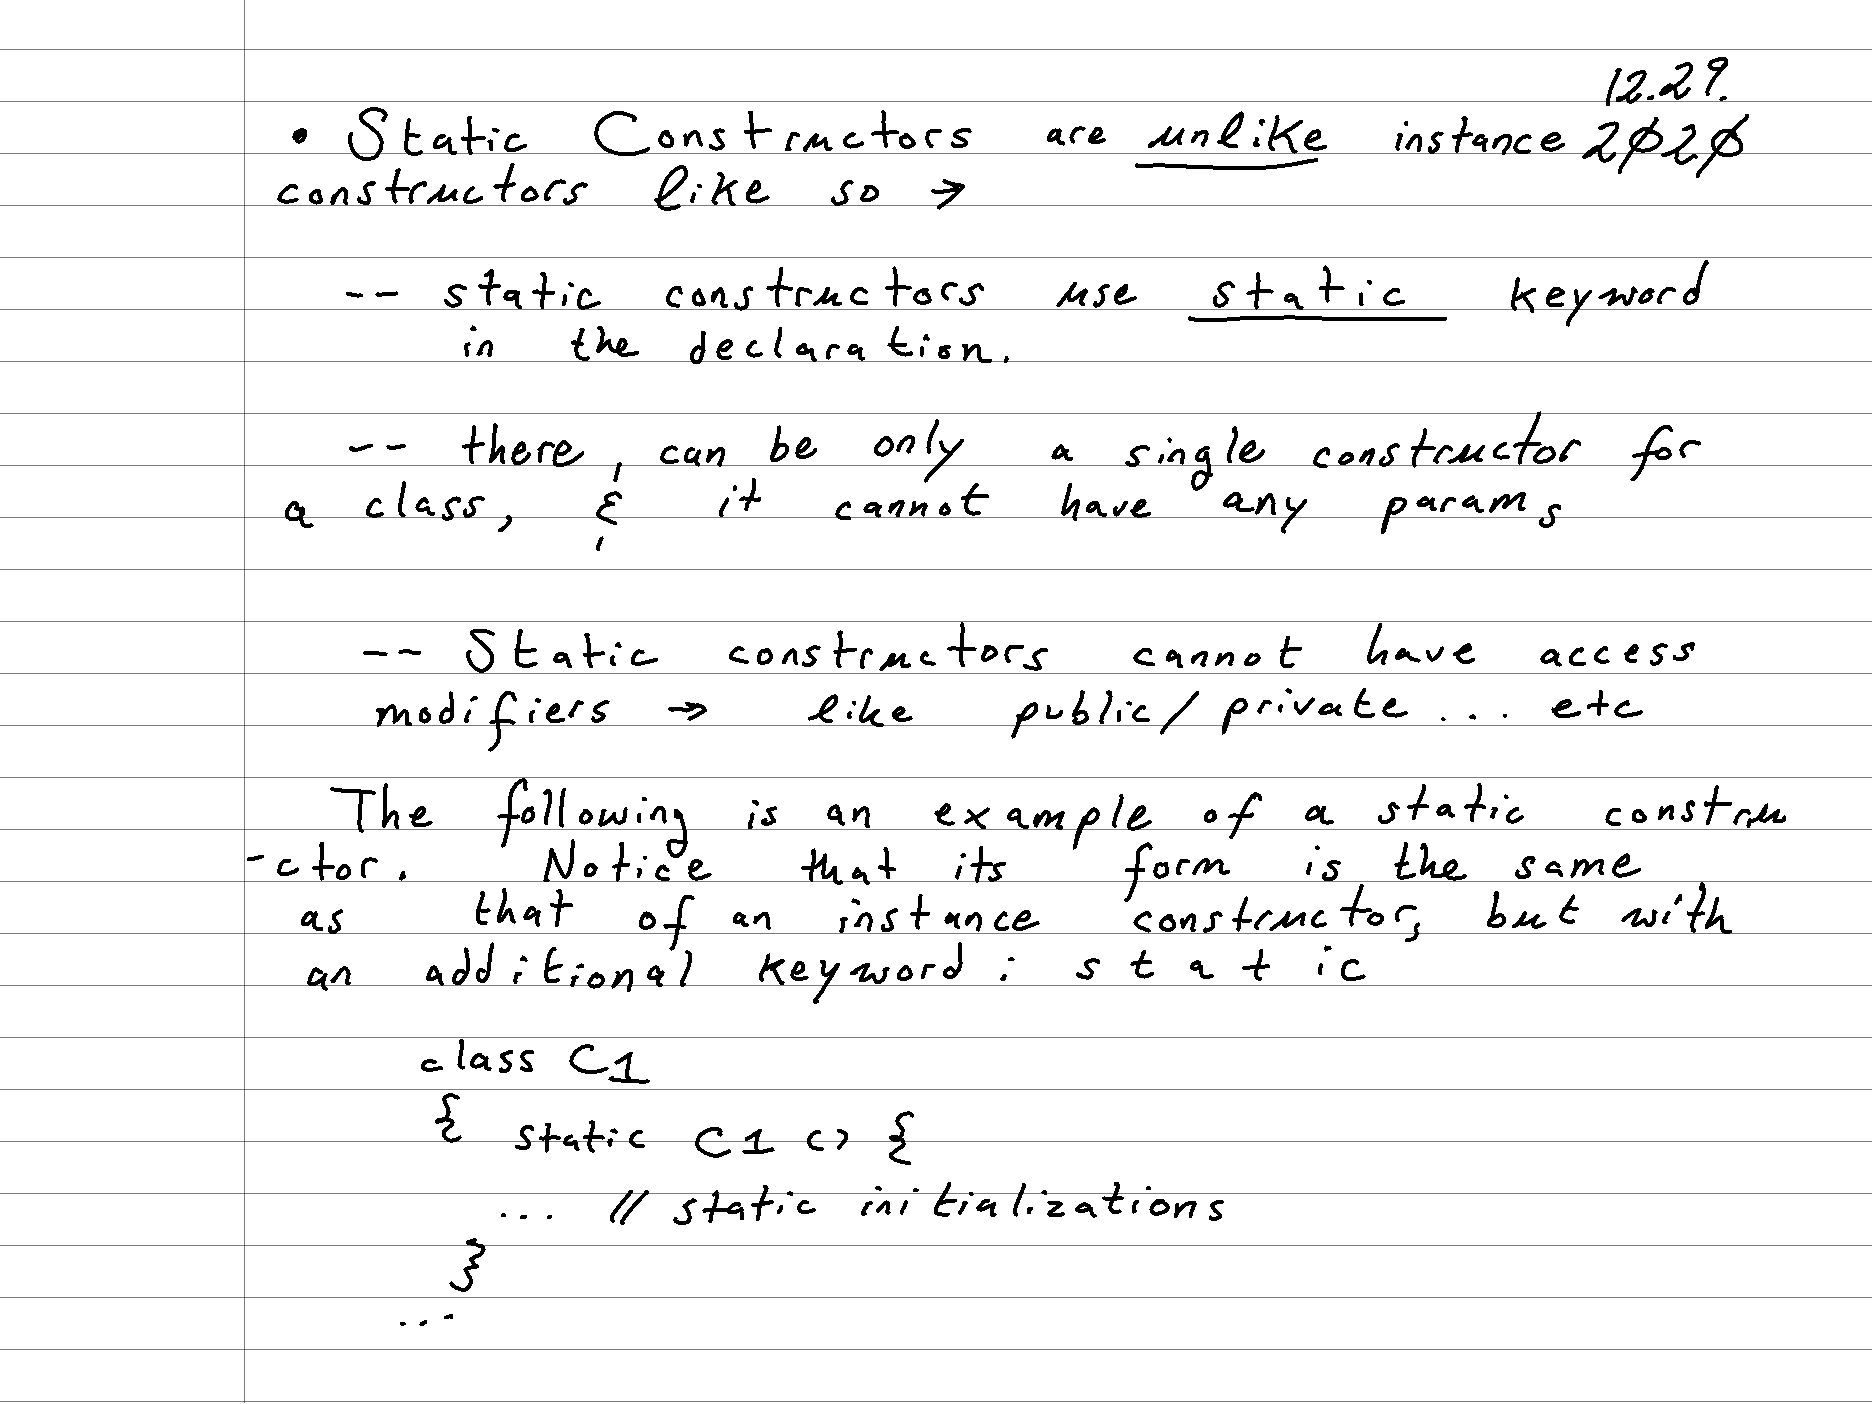 12.29.
• Static Constructors are unlike instance 2020
constructors like so →
-- static constructors use static keyword
in the declaration.
-- there, can be only a single constructor for
a class, & it cannot have any params
-- Static constructors cannot have access
modifiers → like public/private... etc
The following is an example of a static constru
-ctor. Notice that its form is the same
as that of an instance constructor, but with
an additional keyword: static
class C1
{ static C1 () {
... // static initializations
}
...